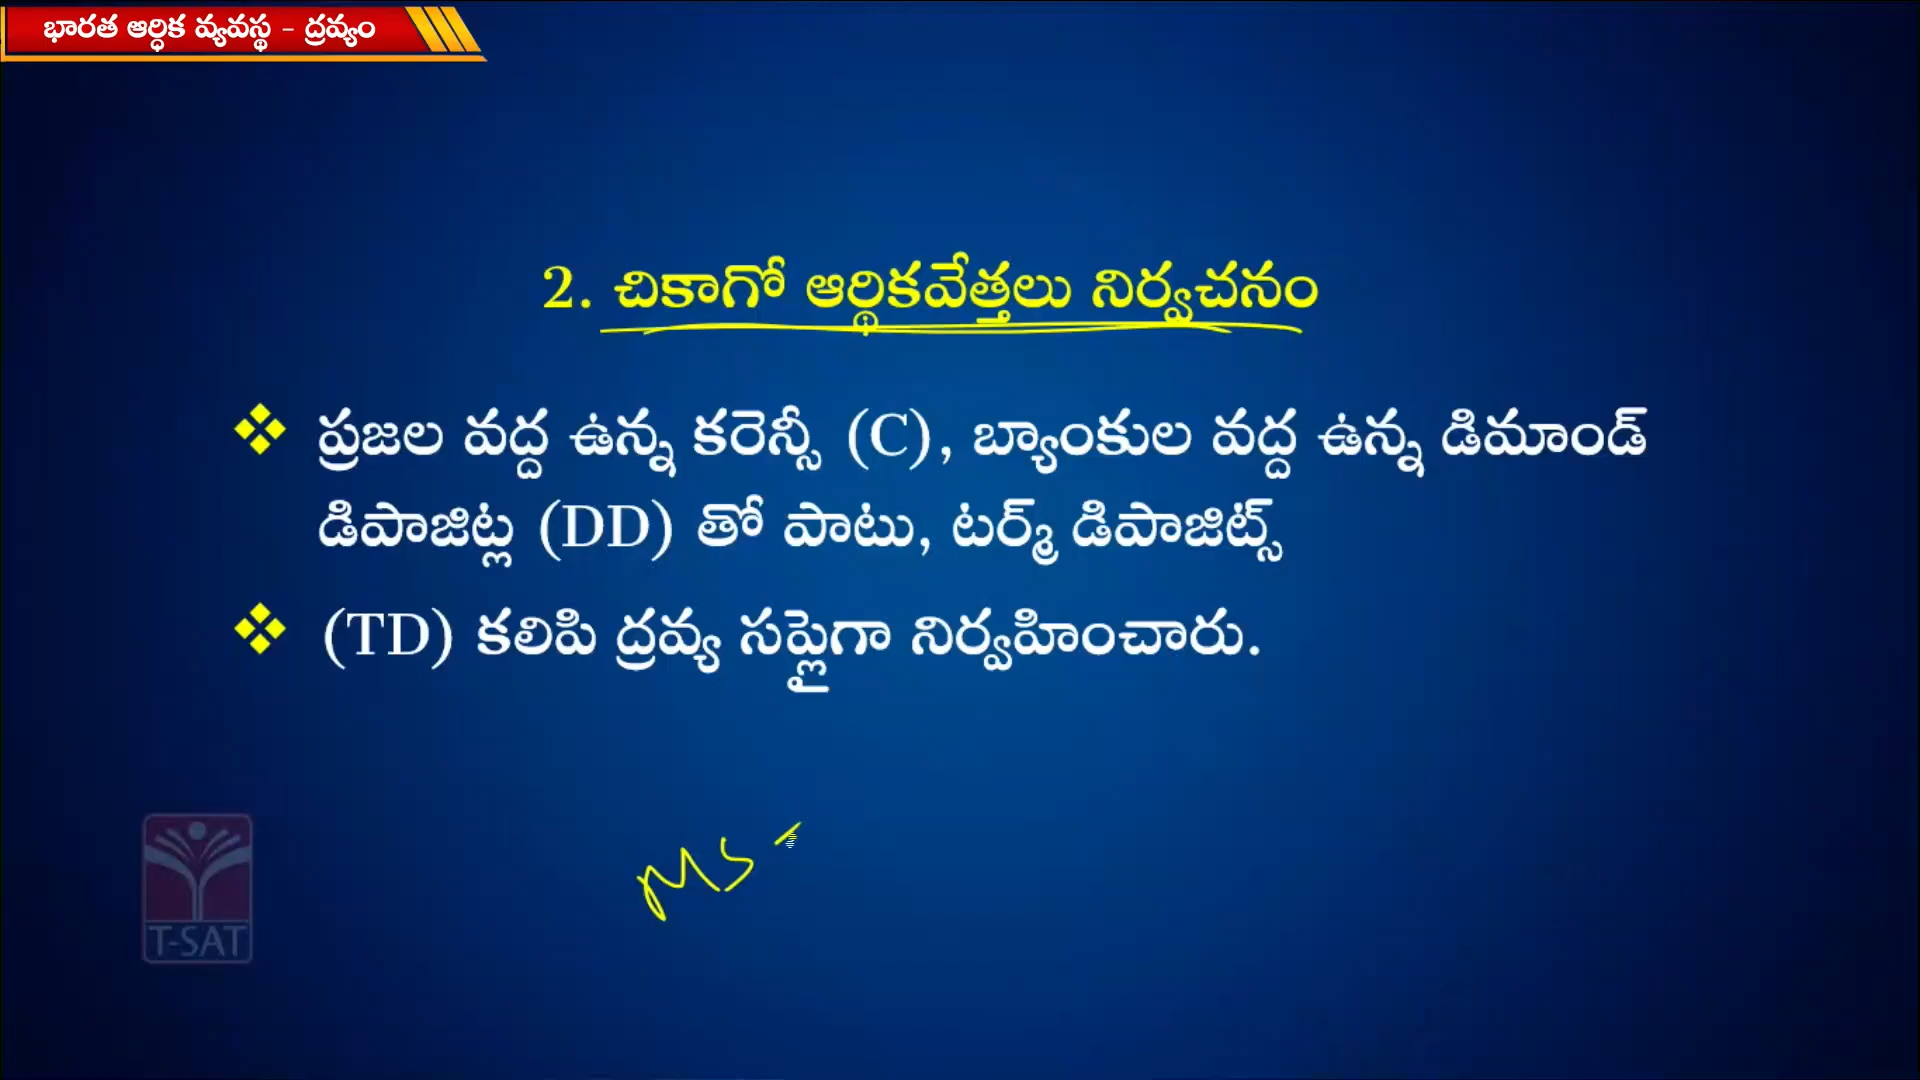 భారత ఆర్ధిక వ్యవస్థ - ద్రవ్యం
2. చికాగో ఆర్థికవేత్తలు నిర్వచనం
❖ ప్రజల వద్ద ఉన్న కరెన్సీ (C), బ్యాంకుల వద్ద ఉన్న డిమాండ్
డిపాజిట్ల (DD) తో పాటు, టర్మ్ డిపాజిట్స్
❖ (TD) కలిపి ద్రవ్య సప్లైగా నిర్వహించారు.
MS -
T-SAT